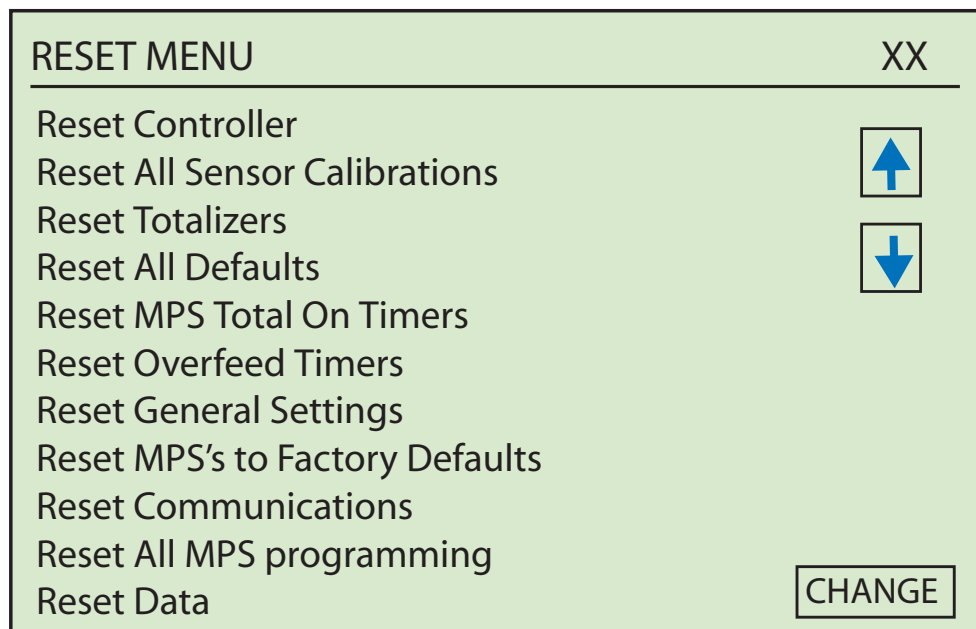 RESET MENU XX
Reset Controller
Reset All Sensor Calibrations
Reset Totalizers
Reset All Defaults
Reset MPS Total On Timers
Reset Overfeed Timers
Reset General Settings
Reset MPS’s to Factory Defaults
Reset Communications
Reset All MPS programming
Reset Data
CHANGE